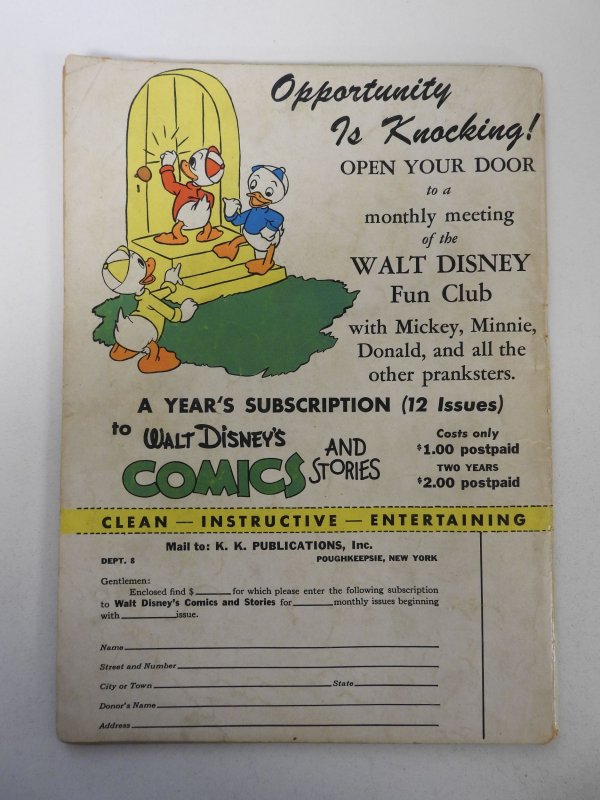 Opportunity
Is Knocking!
OPEN YOUR DOOR
to a
monthly meeting
of the
WALT DISNEY
Fun Club
with Mickey, Minnie,
Donald, and all the
other pranksters.
A YEAR'S SUBSCRIPTION (12 Issues)
to WALT DISNEY'S COMICS AND STORIES
Costs only
$1.00 postpaid
TWO YEARS
$2.00 postpaid
CLEAN — INSTRUCTIVE — ENTERTAINING
Mail to: K. K. PUBLICATIONS, Inc.
DEPT. 8 POUGHKEEPSIE, NEW YORK
Gentlemen:
Enclosed find $ for which please enter the following subscription
to Walt Disney's Comics and Stories for monthly issues beginning
with issue.
Name
Street and Number
City or Town State
Donor's Name
Address